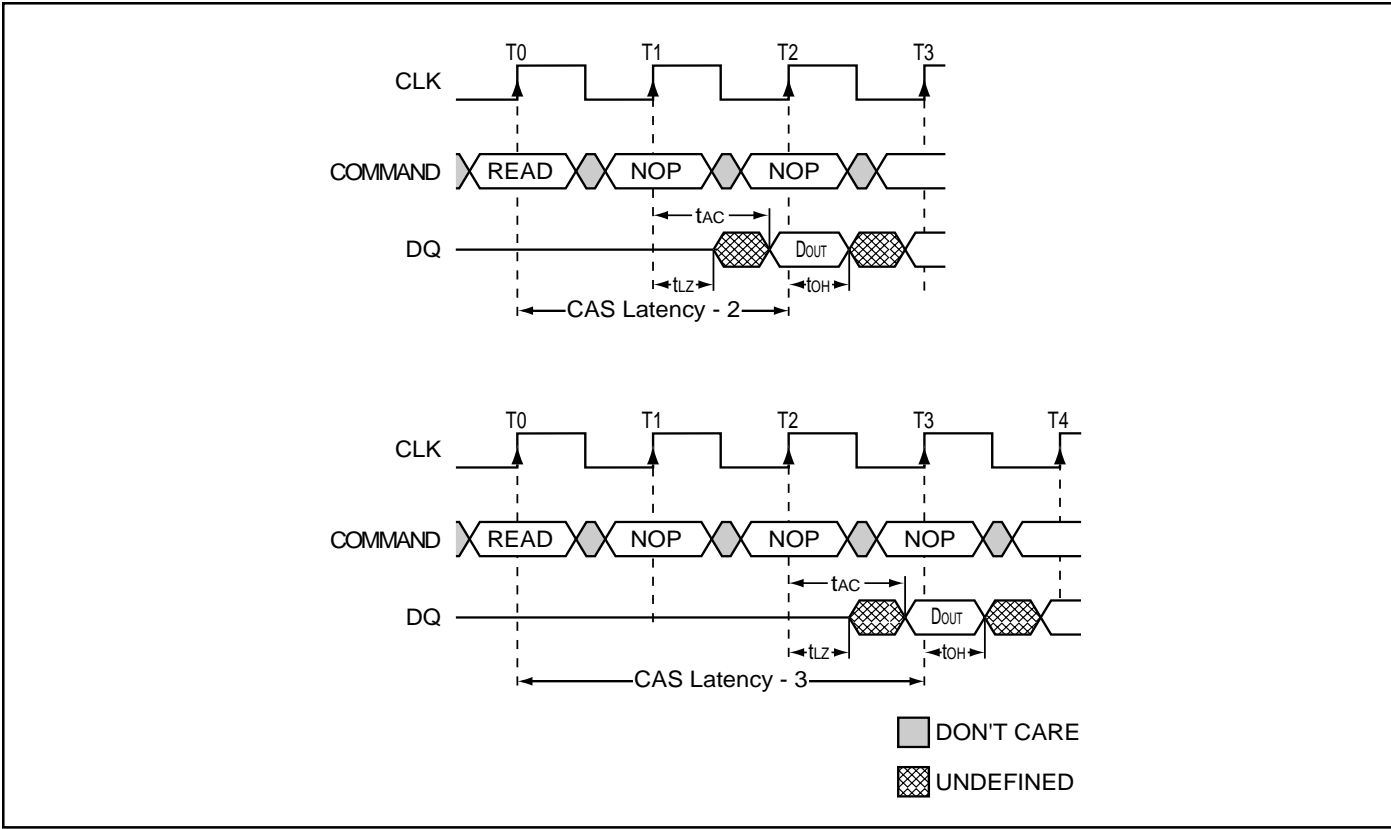 T0 T1 T2 T3
CLK
COMMAND READ NOP NOP
tAC
DQ DOUT
tLZ tOH
CAS Latency - 2
T0 T1 T2 T3 T4
CLK
COMMAND READ NOP NOP NOP
tAC
DQ DOUT
tLZ tOH
CAS Latency - 3
DON'T CARE
UNDEFINED